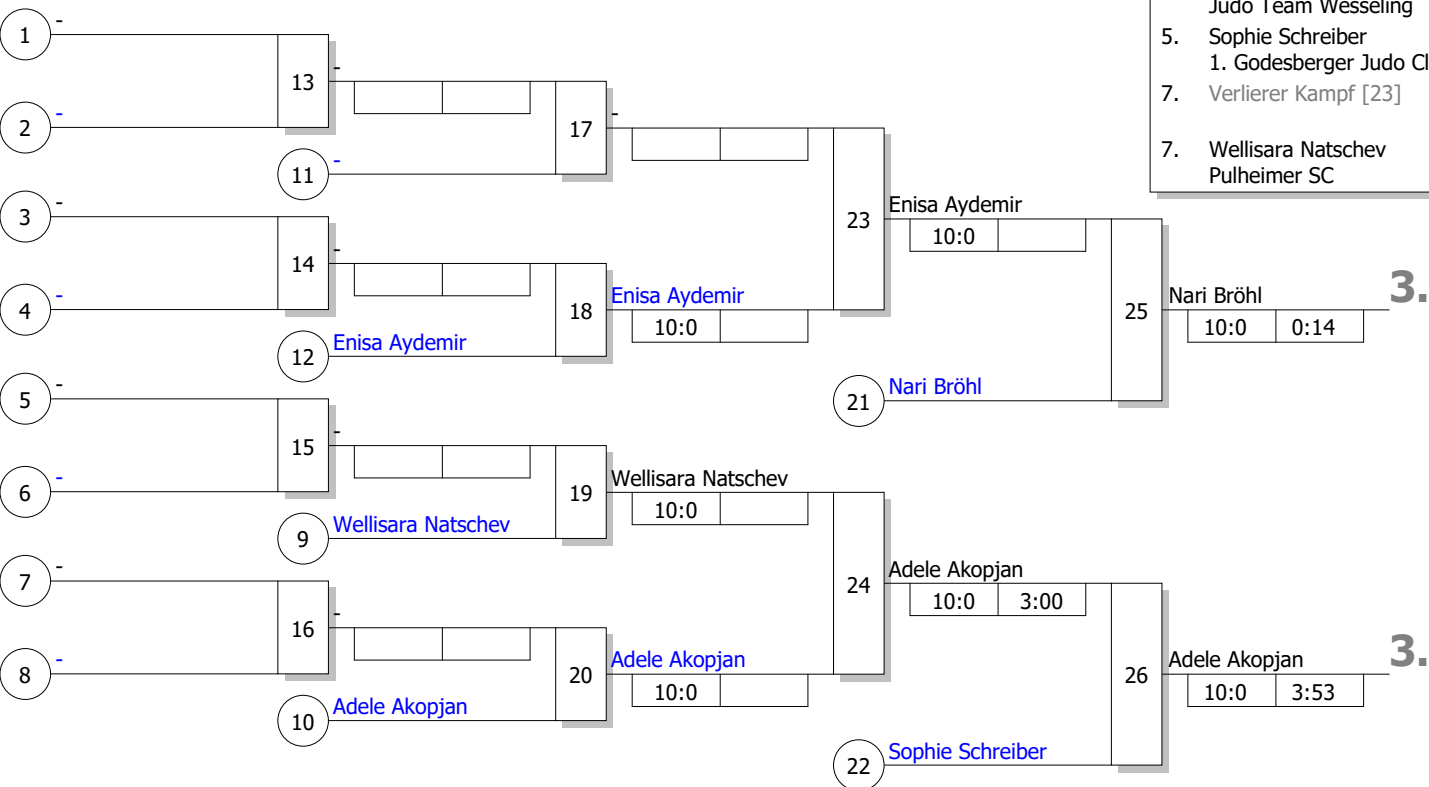 Judo Team Wesseling
5. Sophie Schreiber
1. Godesberger Judo Cl
7. Verlierer Kampf [23]
7. Wellisara Natschev
Pulheimer SC
1 -
13 -
2 -
17 -
11 -
3 -
23 Enisa Aydemir
10:0
14 -
4 -
18 Enisa Aydemir
10:0
12 Enisa Aydemir
25 Nari Bröhl 3.
10:0 0:14
5 -
21 Nari Bröhl
15 -
6 -
19 Wellisara Natschev
10:0
9 Wellisara Natschev
7 -
24 Adele Akopjan
10:0 3:00
16 -
8 -
20 Adele Akopjan
10:0
10 Adele Akopjan
26 Adele Akopjan 3.
10:0 3:53
22 Sophie Schreiber